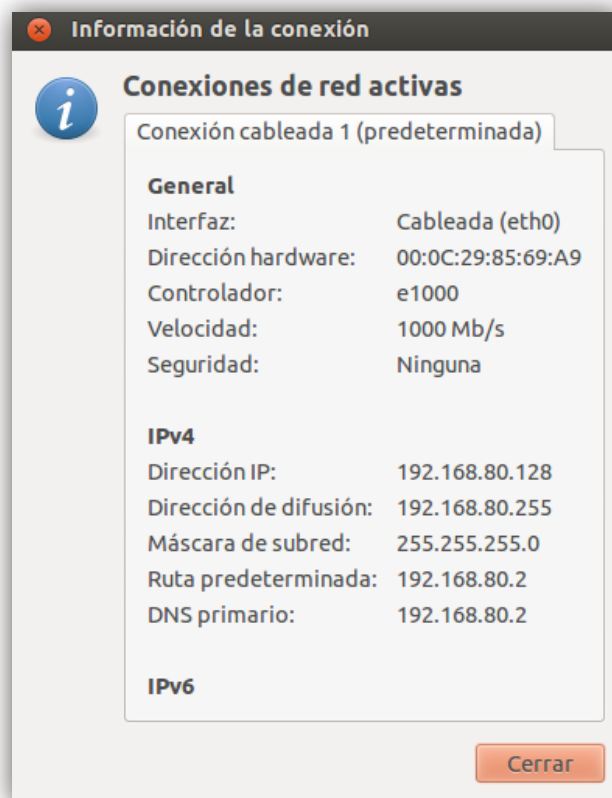 Información de la conexión
Conexiones de red activas
Conexión cableada 1 (predeterminada)
General
Interfaz: Cableada (eth0)
Dirección hardware: 00:0C:29:85:69:A9
Controlador: e1000
Velocidad: 1000 Mb/s
Seguridad: Ninguna
IPv4
Dirección IP: 192.168.80.128
Dirección de difusión: 192.168.80.255
Máscara de subred: 255.255.255.0
Ruta predeterminada: 192.168.80.2
DNS primario: 192.168.80.2
IPv6
Cerrar